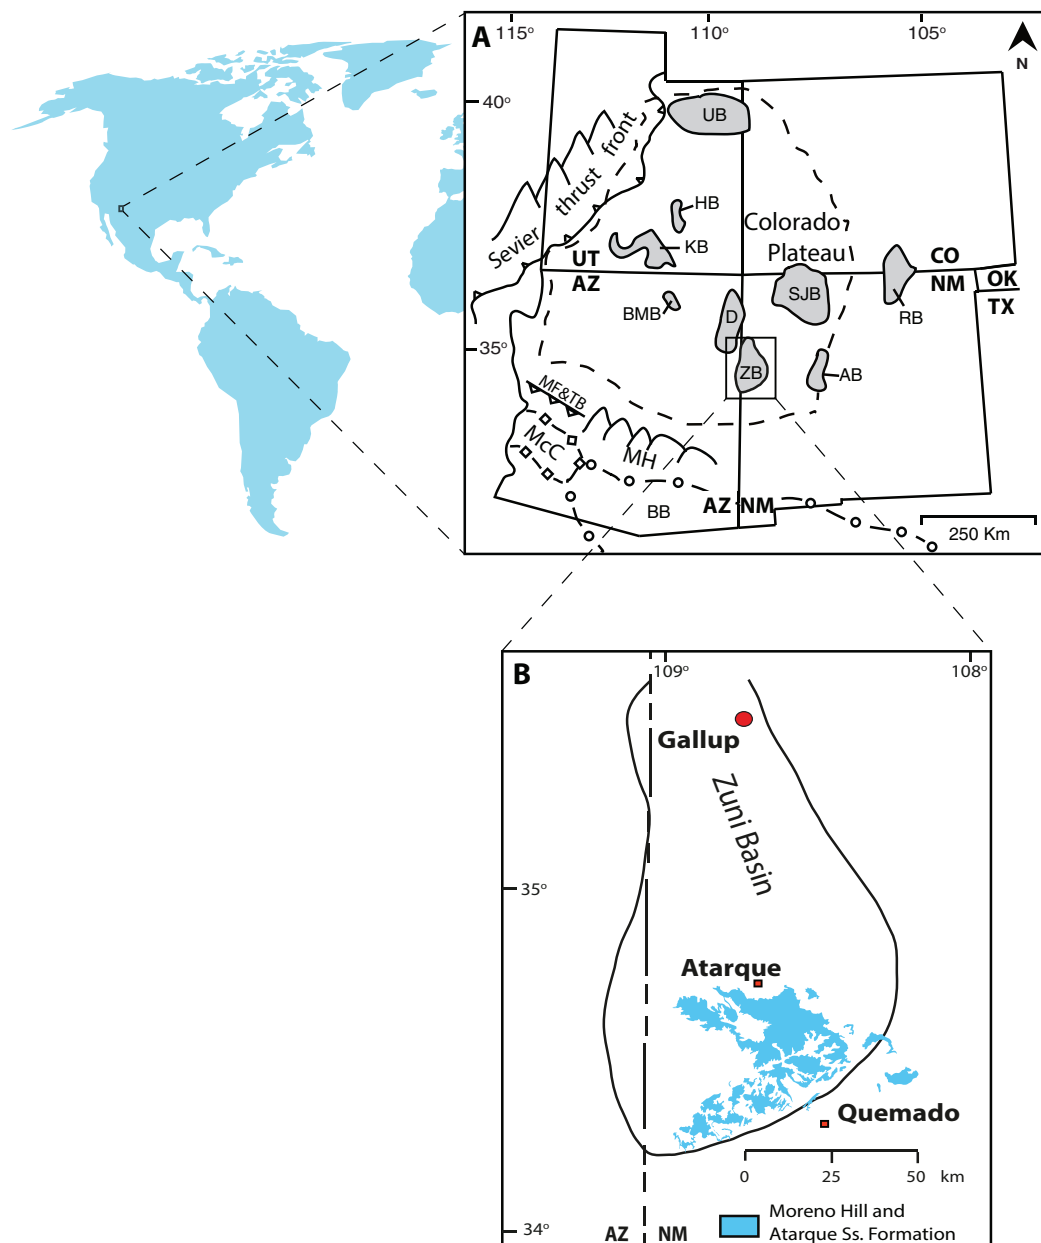 A
115°
110°
105°
N
40°
UB
Sevier thrust front
HB
Colorado
Plateau
KB
UT
CO
AZ
NM
OK
TX
SJB
BMB
D
RB
35°
ZB
AB
MF&TB
McC
MH
BB
AZ
NM
250 Km
B
109°
108°
Gallup
Zuni Basin
35°
Atarque
Quemado
0 25 50 km
Moreno Hill and
Atarque Ss. Formation
34°
AZ
NM